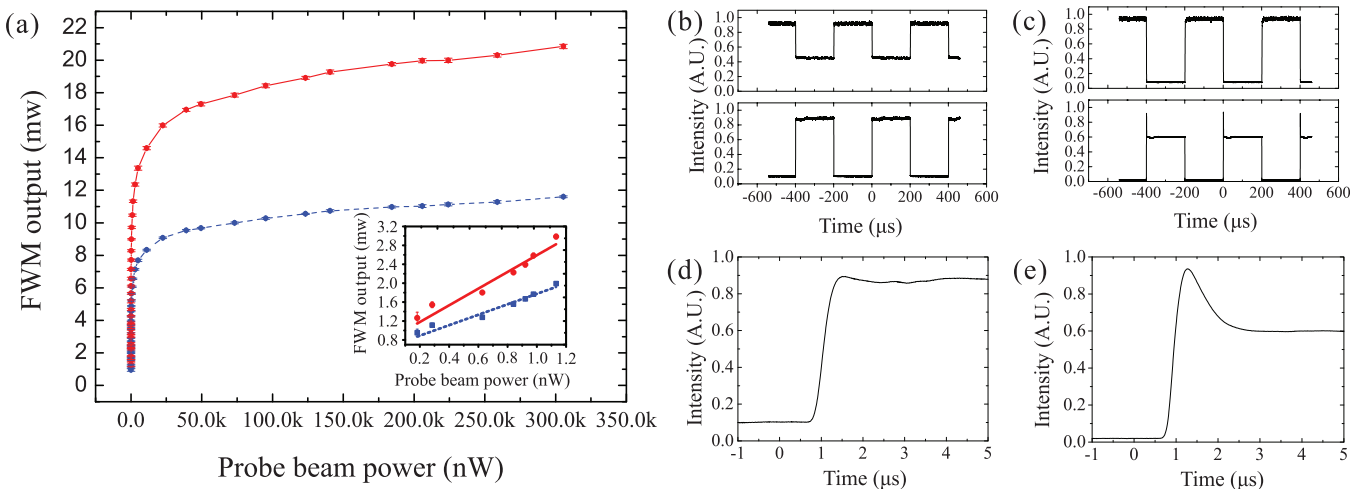 (a)
FWM output (mw)
22
20
18
16
14
12
10
8
6
4
2
0
0.0 50.0k 100.0k 150.0k 200.0k 250.0k 300.0k 350.0k
Probe beam power (nW)
FWM output (mw)
3.2
2.8
2.4
2.0
1.6
1.2
0.8
0.2 0.4 0.6 0.8 1.0 1.2
Probe beam power (nW)
(b)
Intensity (A.U.)
1.0
0.8
0.6
0.4
0.2
0.0
1.0
0.8
0.6
0.4
0.2
0.0
-600 -400 -200 0 200 400 600
Time (μs)
(c)
Intensity (A.U.)
1.0
0.8
0.6
0.4
0.2
0.0
1.0
0.8
0.6
0.4
0.2
0.0
-600 -400 -200 0 200 400 600
Time (μs)
(d)
Intensity (A.U.)
1.0
0.8
0.6
0.4
0.2
0.0
-1 0 1 2 3 4 5
Time (μs)
(e)
Intensity (A.U.)
1.0
0.8
0.6
0.4
0.2
0.0
-1 0 1 2 3 4 5
Time (μs)